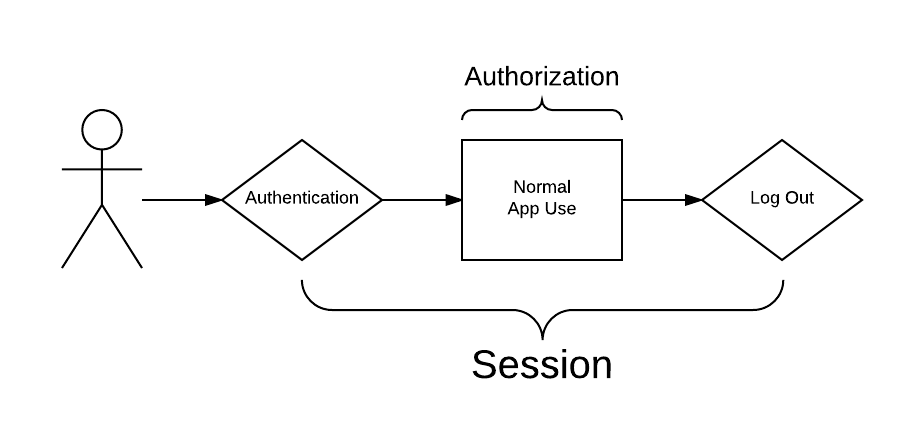 Authorization
Authentication
Normal
App Use
Log Out
Session